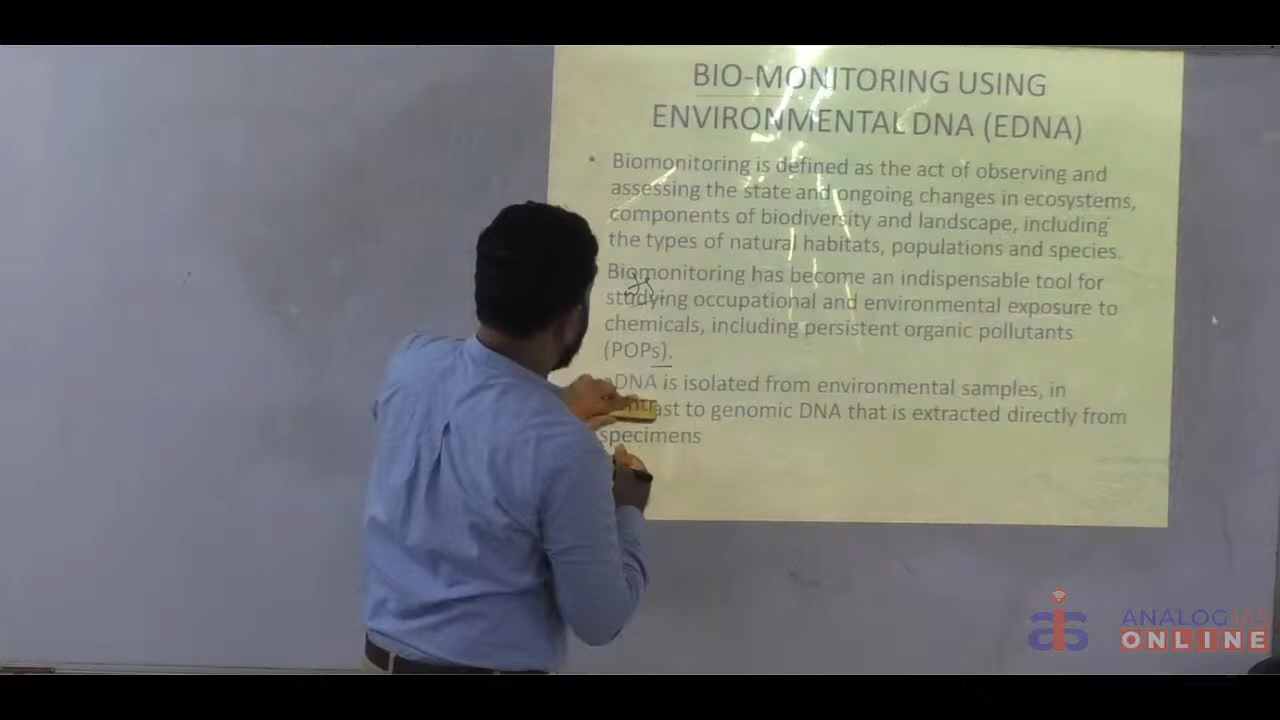 BIO-MONITORING USING
ENVIRONMENTAL DNA (EDNA)
• Biomonitoring is defined as the act of observing and
assessing the state and ongoing changes in ecosystems,
components of biodiversity and landscape, including
the types of natural habitats, populations and species.
Biomonitoring has become an indispensable tool for
studying occupational and environmental exposure to
chemicals, including persistent organic pollutants
(POPs).
DNA is isolated from environmental samples, in
to genomic DNA that is extracted directly from
specimens
ais
ANALOG IAS
ONLINE